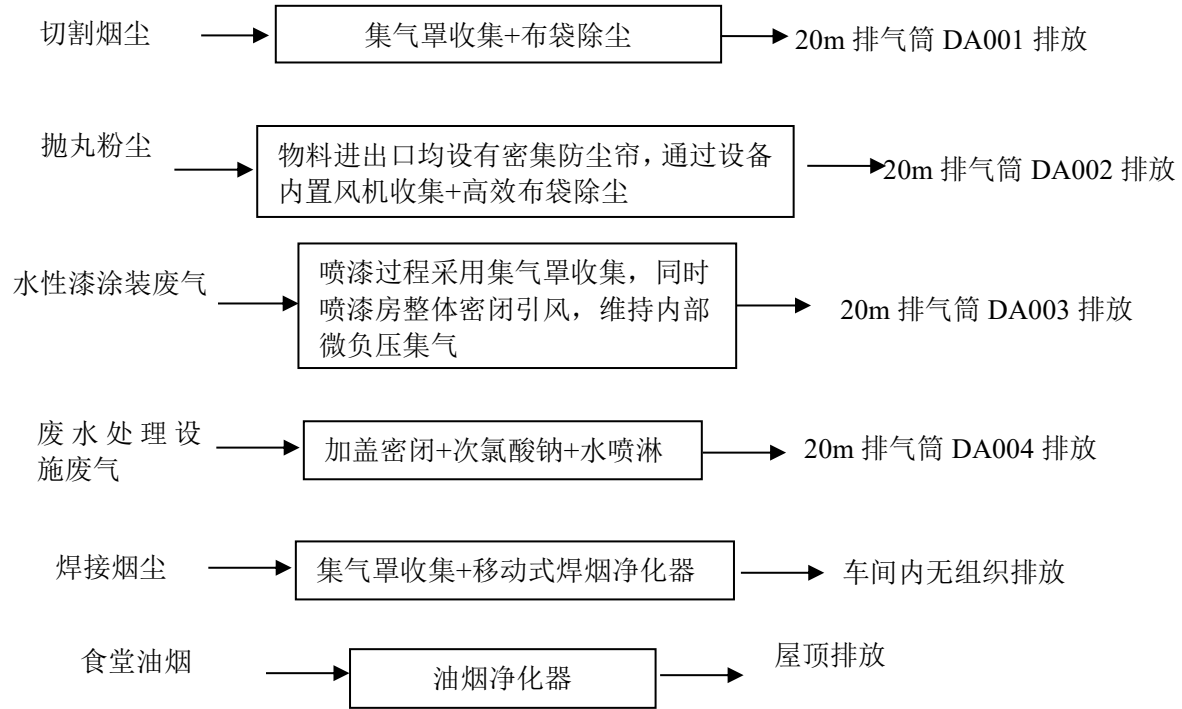 切割烟尘
集气罩收集+布袋除尘
20m 排气筒 DA001 排放
抛丸粉尘
物料进出口均设有密集防尘帘，通过设备
内置风机收集+高效布袋除尘
20m 排气筒 DA002 排放
水性漆涂装废气
喷漆过程采用集气罩收集，同时
喷漆房整体密闭引风，维持内部
微负压集气
20m 排气筒 DA003 排放
废水处理设
施废气
加盖密闭+次氯酸钠+水喷淋
20m 排气筒 DA004 排放
焊接烟尘
集气罩收集+移动式焊烟净化器
车间内无组织排放
食堂油烟
油烟净化器
屋顶排放